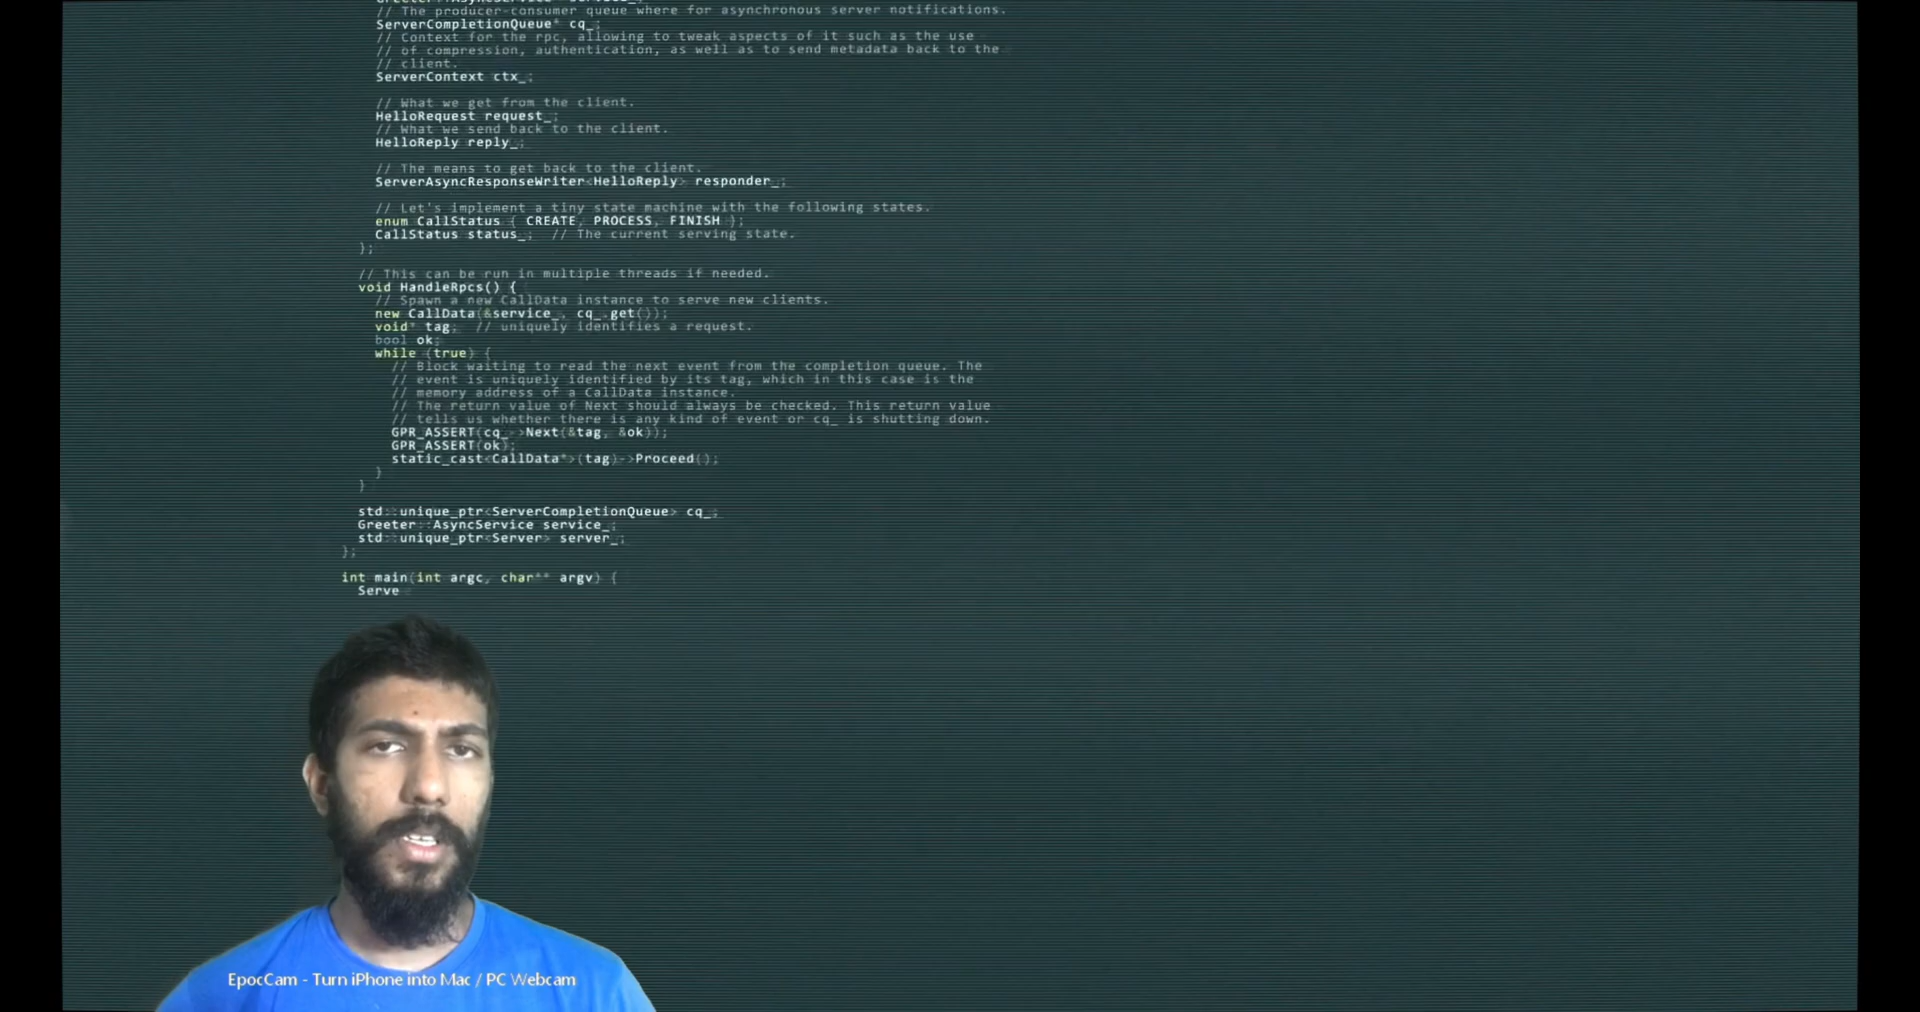 // The producer-consumer queue where for asynchronous server notifications.
ServerCompletionQueue* cq_;
// Context for the rpc, allowing to tweak aspects of it such as the use
// of compression, authentication, as well as to send metadata back to the
// client.
ServerContext ctx_;
// What we get from the client.
HelloRequest request_;
// What we send back to the client.
HelloReply reply_;
// The means to get back to the client.
ServerAsyncResponseWriter<HelloReply> responder_;
// Let's implement a tiny state machine with the following states.
enum CallStatus { CREATE, PROCESS, FINISH };
CallStatus status_;  // The current serving state.
};
// This can be run in multiple threads if needed.
void HandleRpcs() {
// Spawn a new CallData instance to serve new clients.
new CallData(&service_, cq_.get());
void* tag;  // uniquely identifies a request.
bool ok;
while (true) {
// Block waiting to read the next event from the completion queue. The
// event is uniquely identified by its tag, which in this case is the
// memory address of a CallData instance.
// The return value of Next should always be checked. This return value
// tells us whether there is any kind of event or cq_ is shutting down.
GPR_ASSERT(cq_->Next(&tag, &ok));
GPR_ASSERT(ok);
static_cast<CallData*>(tag)->Proceed();
}
}
std::unique_ptr<ServerCompletionQueue> cq_;
Greeter::AsyncService service_;
std::unique_ptr<Server> server_;
};
int main(int argc, char** argv) {
Serve
EpocCam - Turn iPhone into Mac / PC Webcam